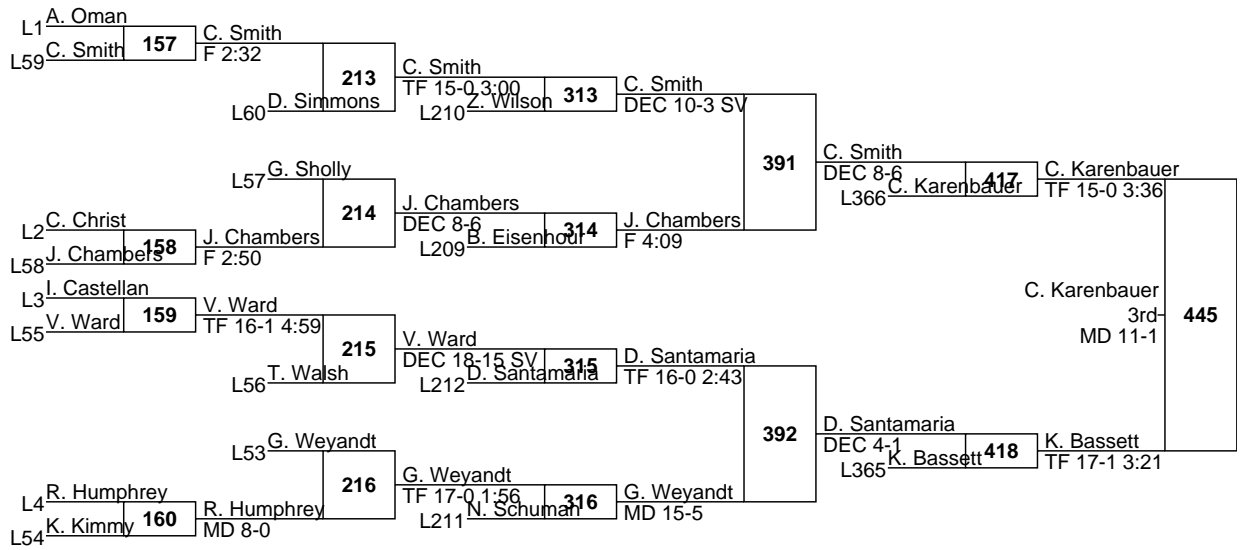 L1 A. Oman
157
L59 C. Smith
C. Smith
F 2:32
213
L60 D. Simmons
C. Smith
TF 15-0 3:00
L210 Z. Wilson
313
C. Smith
DEC 10-3 SV
L57 G. Sholly
214
L2 C. Christ
158
L58 J. Chambers
J. Chambers
F 2:50
J. Chambers
DEC 8-6
L209 B. Eisenhour
314
J. Chambers
F 4:09
391
C. Smith
DEC 8-6
L366 C. Karenbauer
417
C. Karenbauer
TF 15-0 3:36
L3 I. Castellan
159
L55 V. Ward
V. Ward
TF 16-1 4:59
215
L56 T. Walsh
V. Ward
DEC 18-15 SV
L212 D. Santamaria
315
D. Santamaria
TF 16-0 2:43
L53 G. Weyandt
216
L4 R. Humphrey
160
L54 K. Kimmy
R. Humphrey
MD 8-0
G. Weyandt
TF 17-0 1:56
L211 N. Schuman
316
G. Weyandt
MD 15-5
392
D. Santamaria
DEC 4-1
L365 K. Bassett
418
K. Bassett
TF 17-1 3:21
C. Karenbauer
3rd
MD 11-1
445